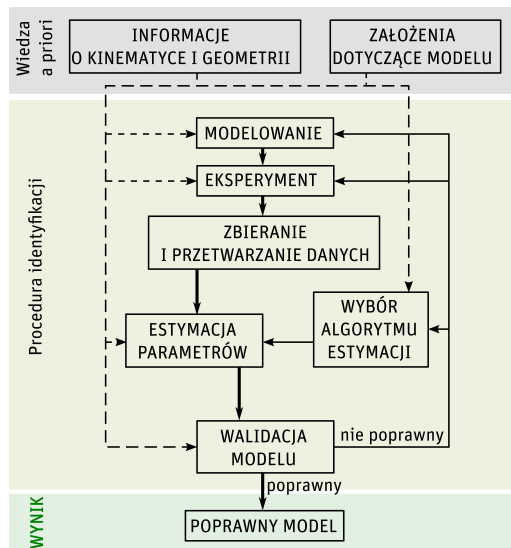 Wiedza
a priori
INFORMACJE
O KINEMATYCE I GEOMETRII
ZAŁOŻENIA
DOTYCZĄCE MODELU
Procedura identyfikacji
MODELOWANIE
EKSPERYMENT
ZBIERANIE
I PRZETWARZANIE DANYCH
ESTYMACJA
PARAMETRÓW
WYBÓR
ALGORYTMU
ESTYMACJI
WALIDACJA
MODELU
nie poprawny
poprawny
WYNIK
POPRAWNY MODEL